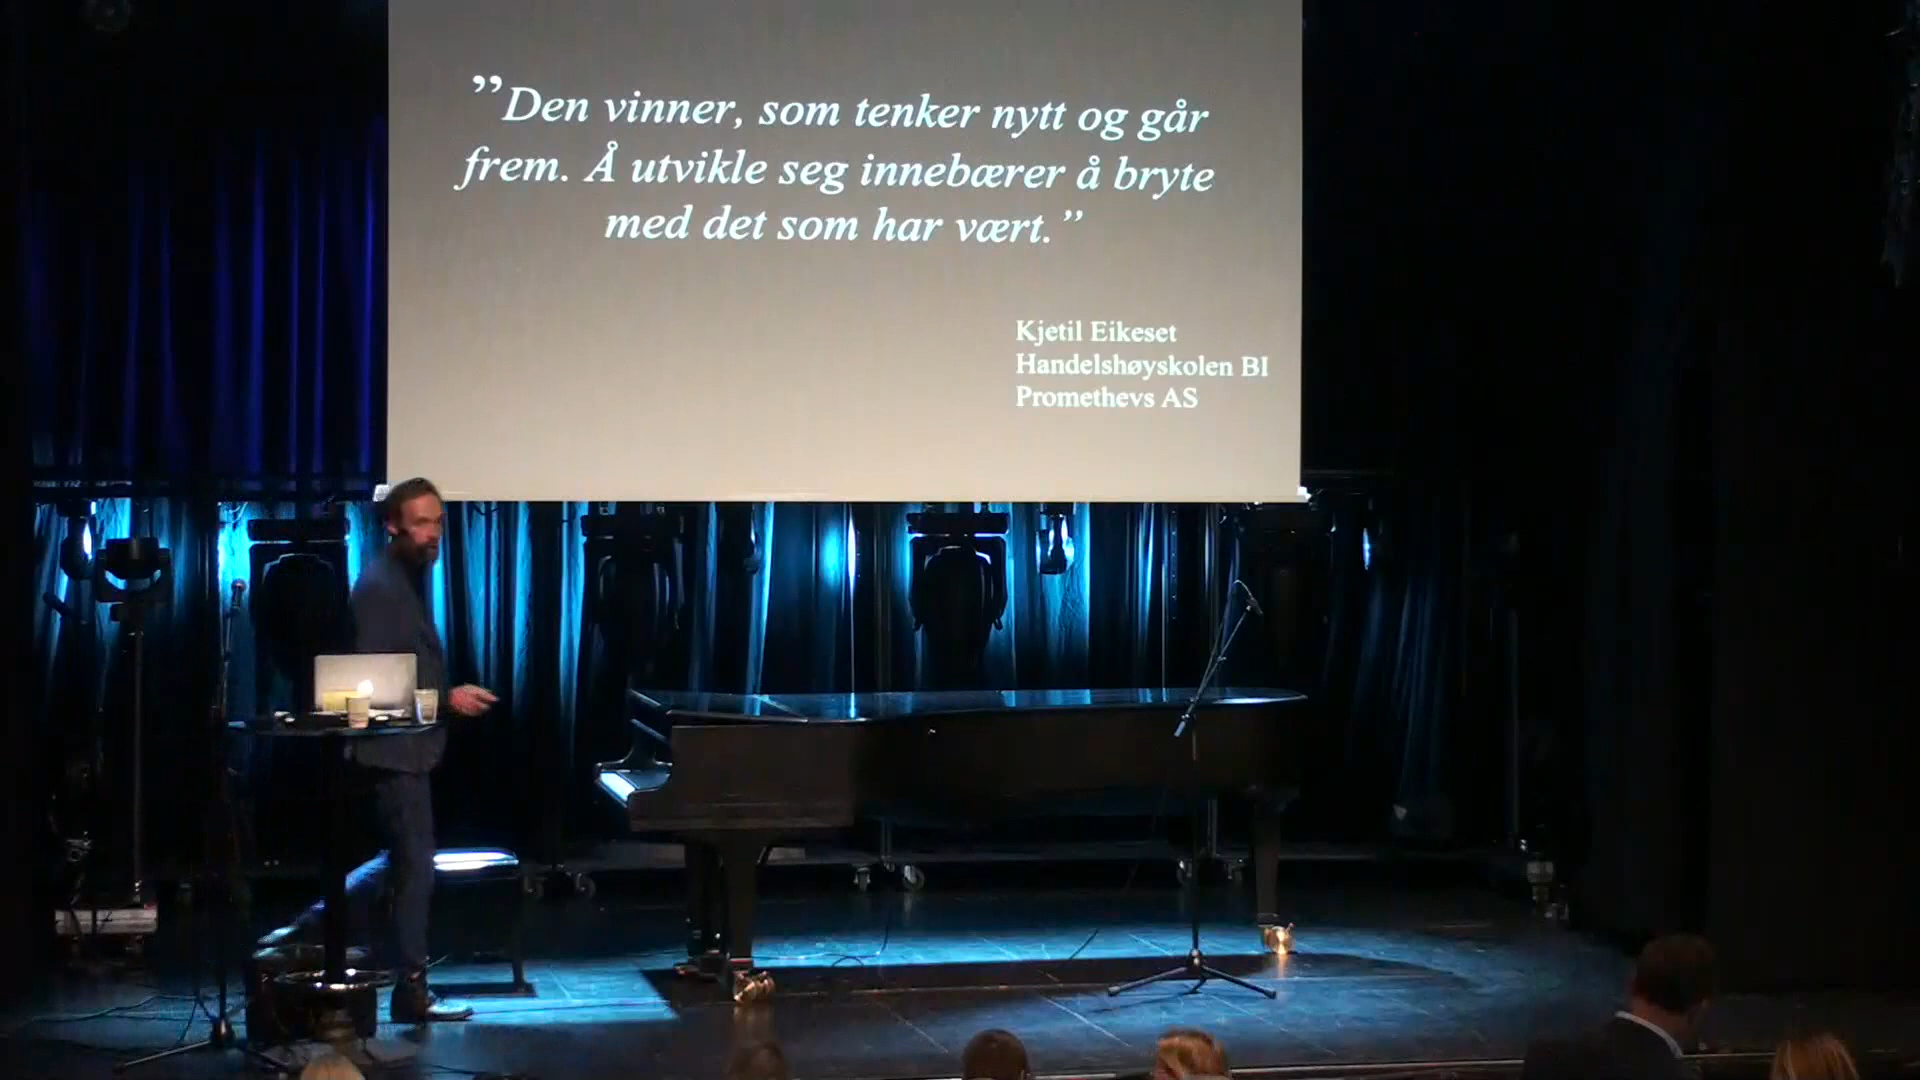 ”Den vinner, som tenker nytt og går
frem. Å utvikle seg innebærer å bryte
med det som har vært.”
Kjetil Eikeset
Handelshøyskolen BI
Promethevs AS